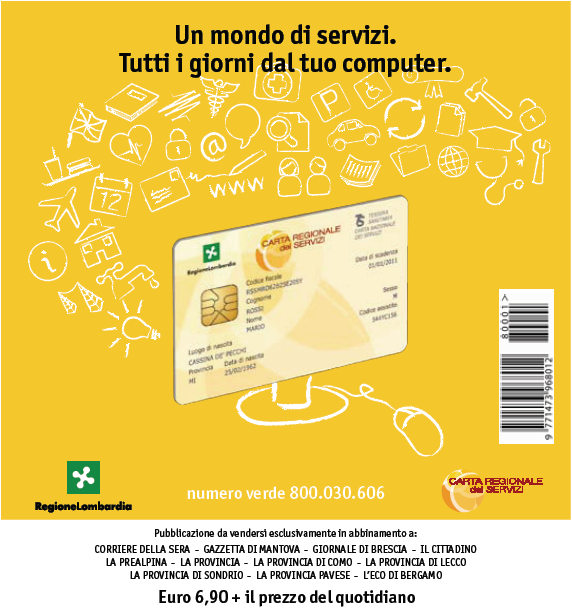 Un mondo di servizi.
Tutti i giorni dal tuo computer.
P
@
12
WWW
i
RegioneLombardia
CARTA REGIONALE
dei SERVIZI
TESSERA
SANITARIA
CARTA NAZIONALE
DEI SERVIZI
Data di scadenza
01/01/2011
Codice fiscale
Cognome
ROSSI
Nome
MARIO
Sesso
M
Codice assistito
Luogo di nascita
CASSINA DE' PECCHI
Provincia
Data di nascita
MI
25/02/1962
80001>
9 771473 968012
RegioneLombardia
numero verde 800.030.606
CARTA REGIONALE
dei SERVIZI
Pubblicazione da vendersi esclusivamente in abbinamento a:
CORRIERE DELLA SERA – GAZZETTA DI MANTOVA – GIORNALE DI BRESCIA – IL CITTADINO
LA PREALPINA – LA PROVINCIA – LA PROVINCIA DI COMO – LA PROVINCIA DI LECCO
LA PROVINCIA DI SONDRIO – LA PROVINCIA PAVESE – L'ECO DI BERGAMO
Euro 6,90 + il prezzo del quotidiano